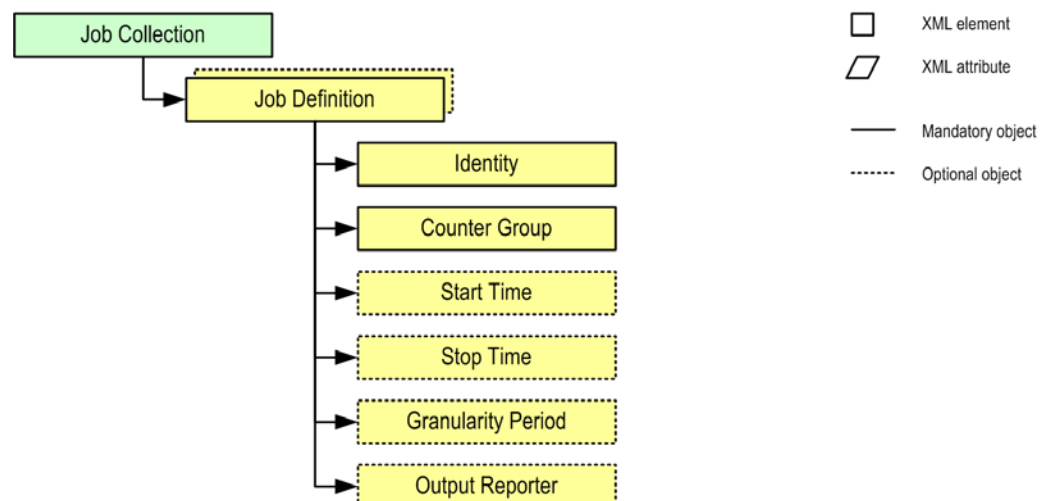 Job Collection
Job Definition
Identity
Counter Group
Start Time
Stop Time
Granularity Period
Output Reporter
XML element
XML attribute
Mandatory object
Optional object